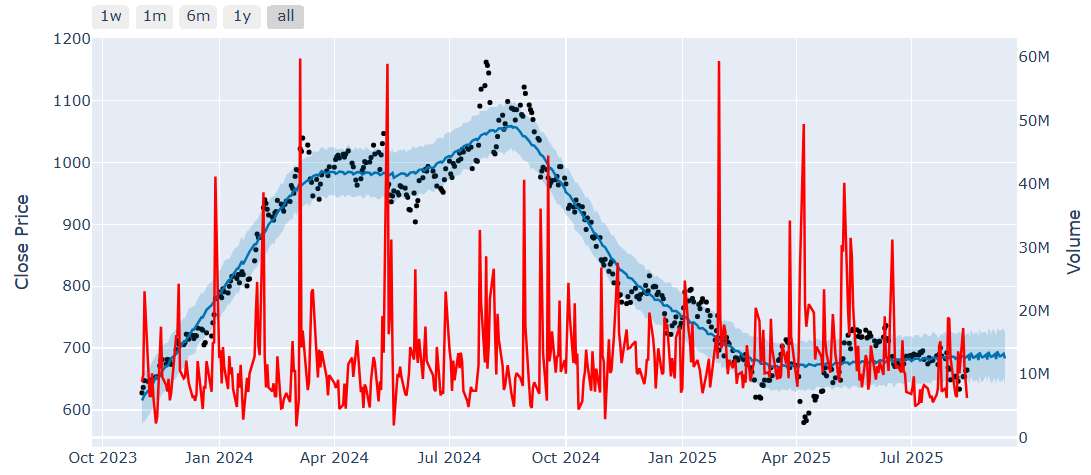 1w 1m 6m 1y all
1200
1100
1000
900
800
700
600
Close Price
60M
50M
40M
30M
20M
10M
0
Volume
Oct 2023 Jan 2024 Apr 2024 Jul 2024 Oct 2024 Jan 2025 Apr 2025 Jul 2025